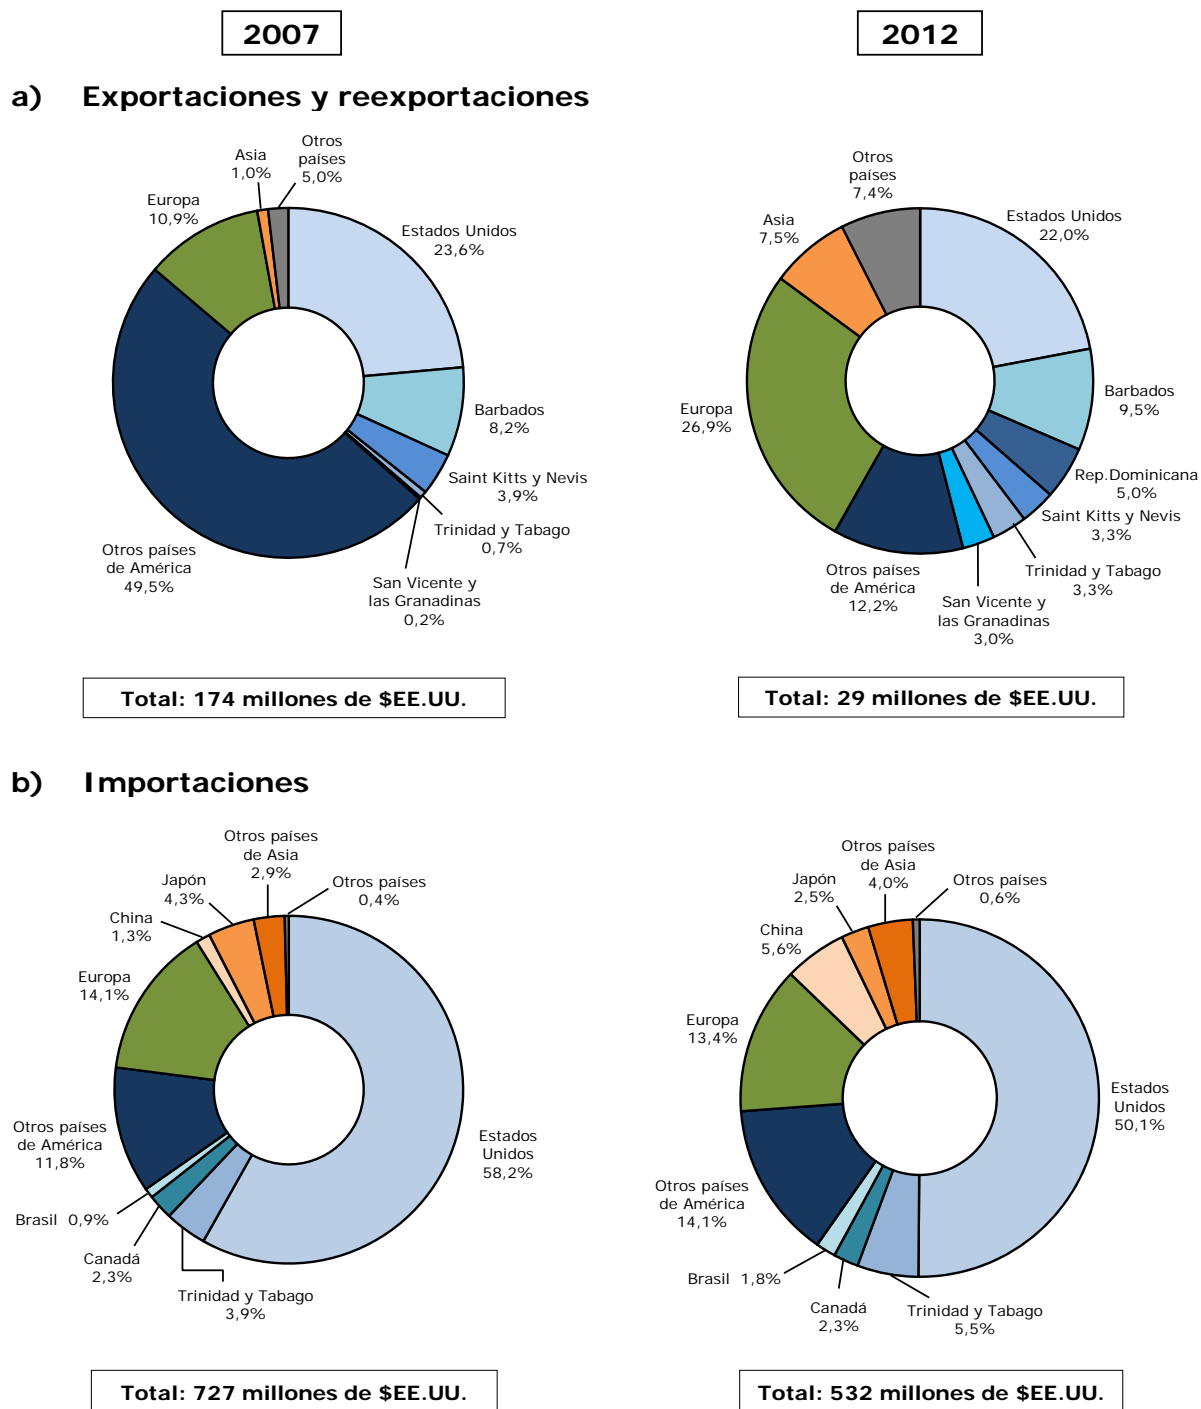 2007
2012
a) Exportaciones y reexportaciones
Otros
países
5,0%
Asia
1,0%
Europa
10,9%
Estados Unidos
23,6%
Barbados
8,2%
Saint Kitts y Nevis
3,9%
Trinidad y Tabago
0,7%
San Vicente y
las Granadinas
0,2%
Otros países
de América
49,5%
Total: 174 millones de $EE.UU.
Otros
países
7,4%
Asia
7,5%
Estados Unidos
22,0%
Europa
26,9%
Barbados
9,5%
Rep.Dominicana
5,0%
Saint Kitts y Nevis
3,3%
Trinidad y Tabago
3,3%
San Vicente y
las Granadinas
3,0%
Otros países
de América
12,2%
Total: 29 millones de $EE.UU.
b) Importaciones
Otros países
de Asia
2,9%
Japón
4,3%
Otros países
0,4%
China
1,3%
Europa
14,1%
Otros países
de América
11,8%
Estados
Unidos
58,2%
Brasil 0,9%
Canadá
2,3%
Trinidad y Tabago
3,9%
Total: 727 millones de $EE.UU.
Otros países
de Asia
4,0%
Japón
2,5%
Otros países
0,6%
China
5,6%
Europa
13,4%
Estados
Unidos
50,1%
Otros países
de América
14,1%
Brasil 1,8%
Canadá
2,3%
Trinidad y Tabago
5,5%
Total: 532 millones de $EE.UU.